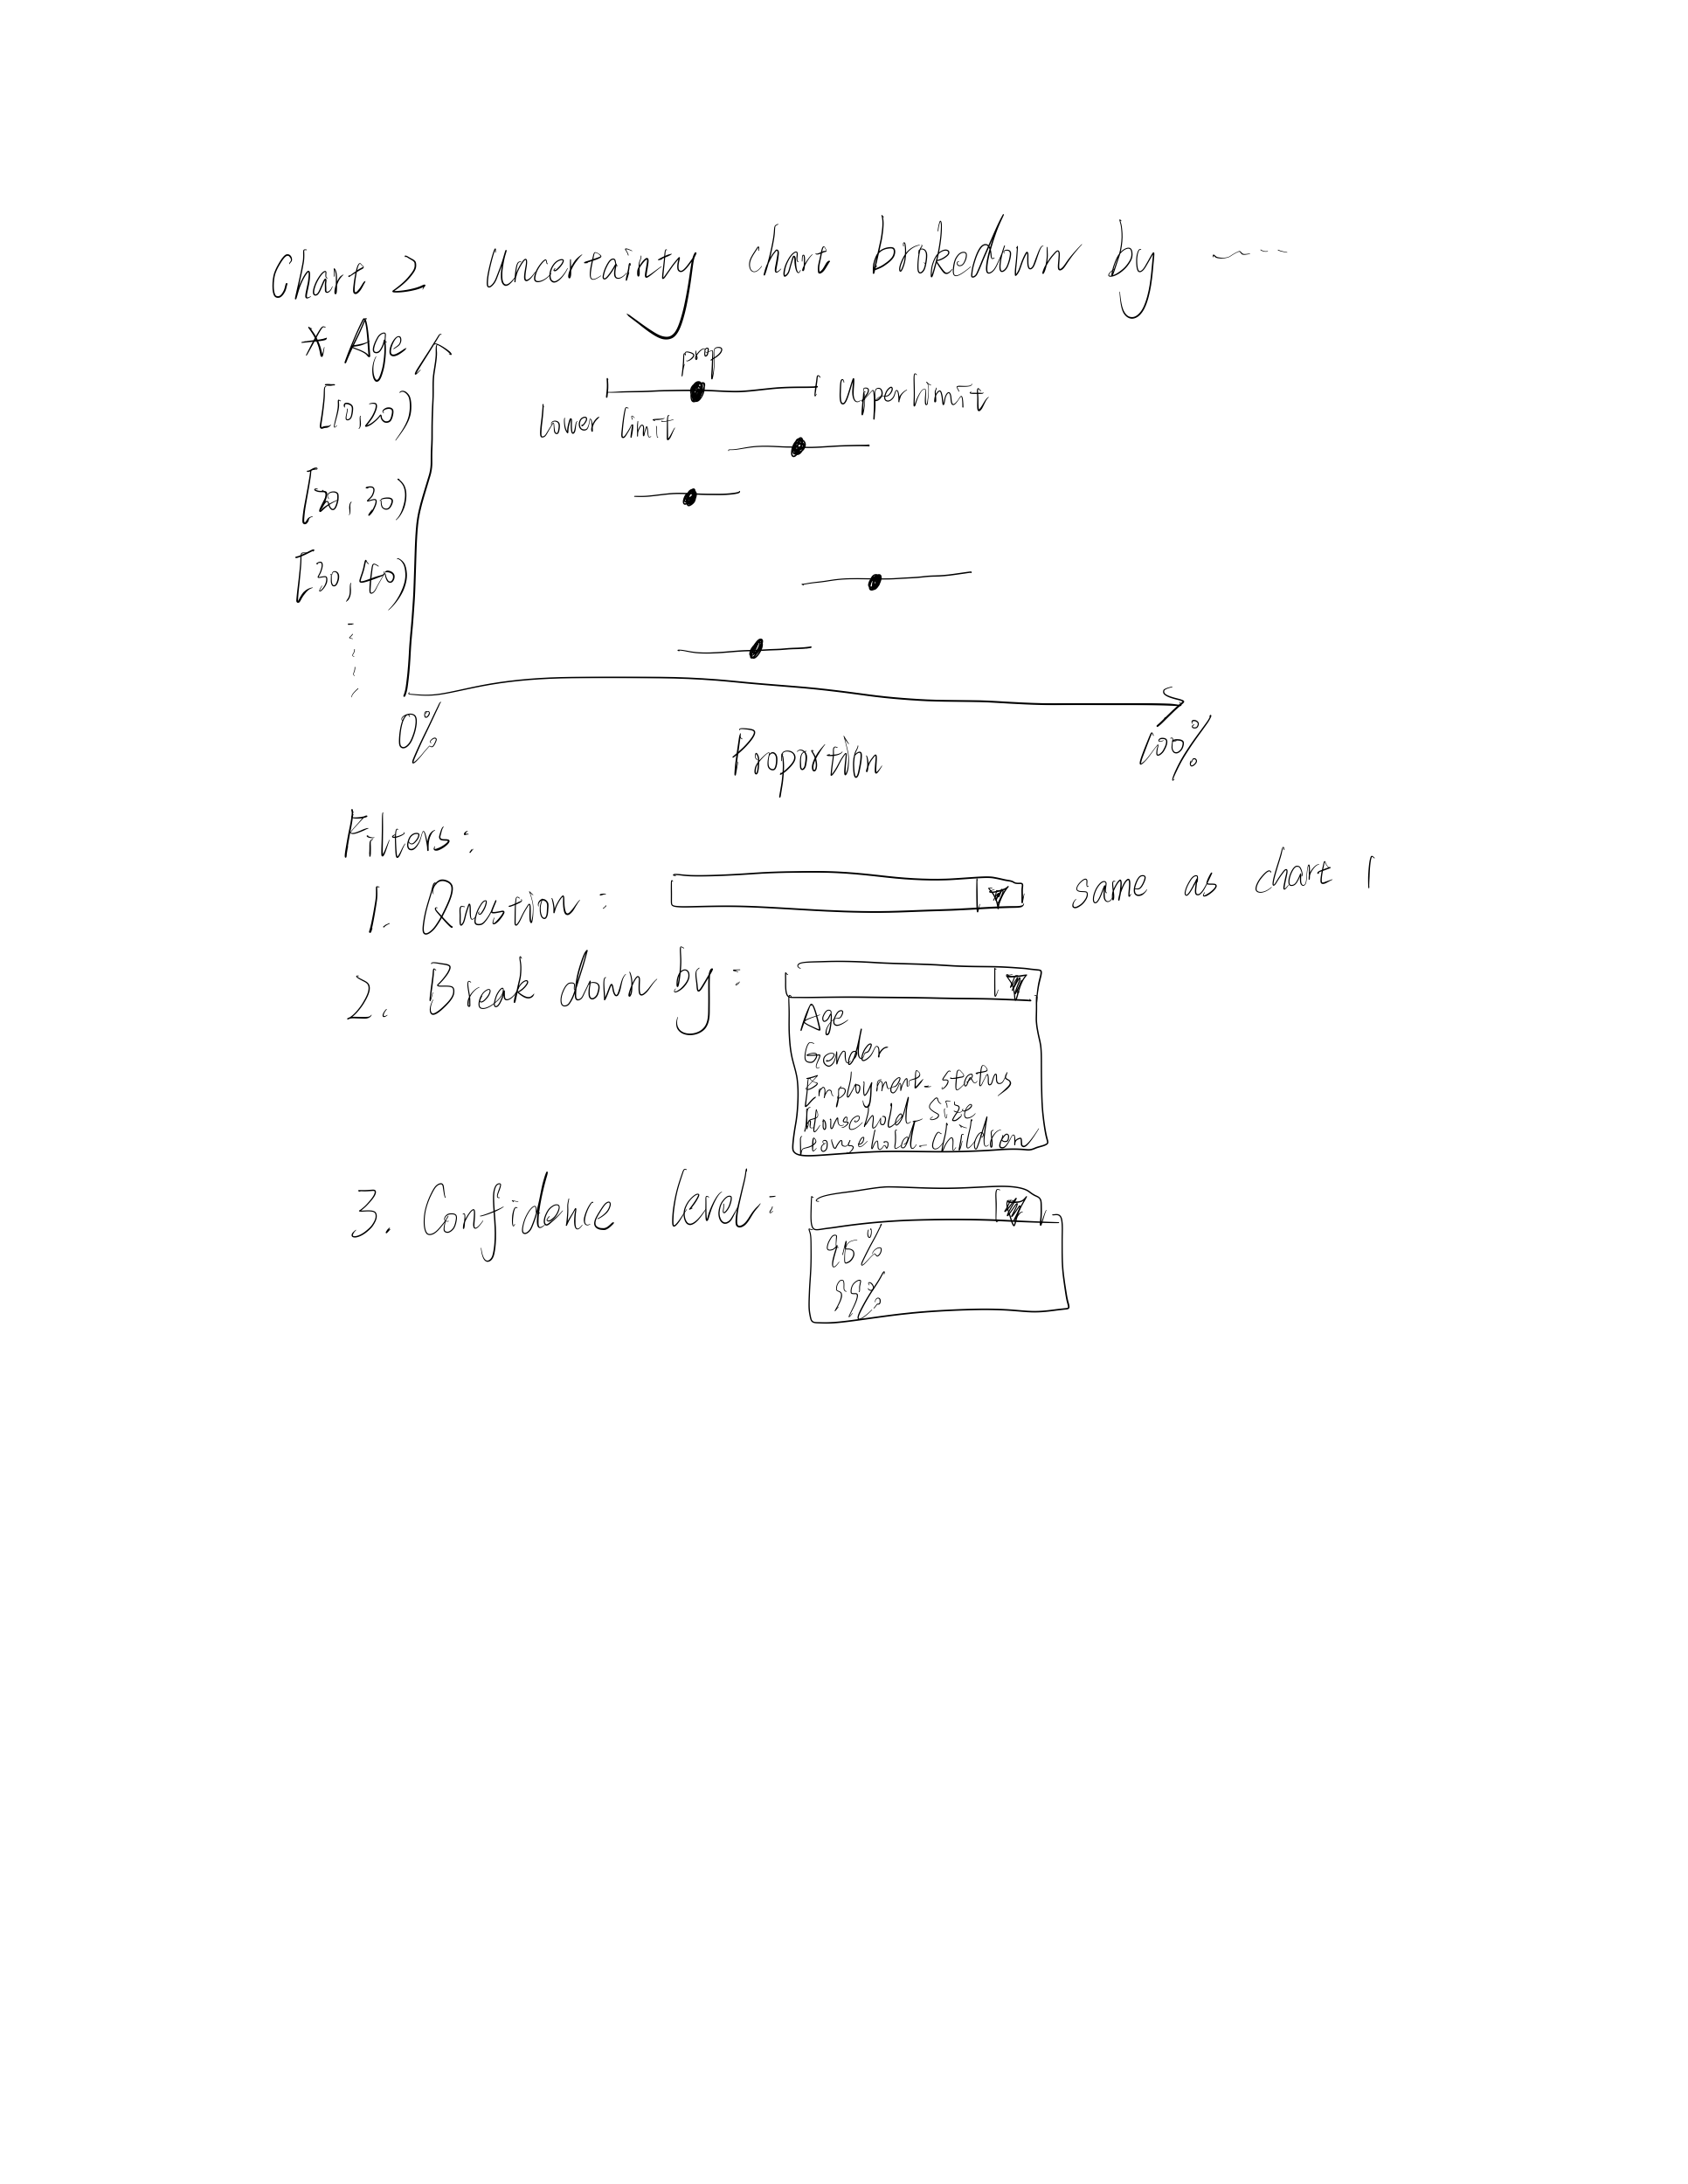 Chart 2 Uncertainty chart brokedown by ----
* Age
prop
[10,20)
Lower limit
Upper limit
[20,30)
[30,40)
0%
Proportion
100%
Filters:
1. Question: same as chart 1
2. Break down by:
Age
Gender
Employment_status
Household_Size
Household_children
3. Confidence level:
95%
99%